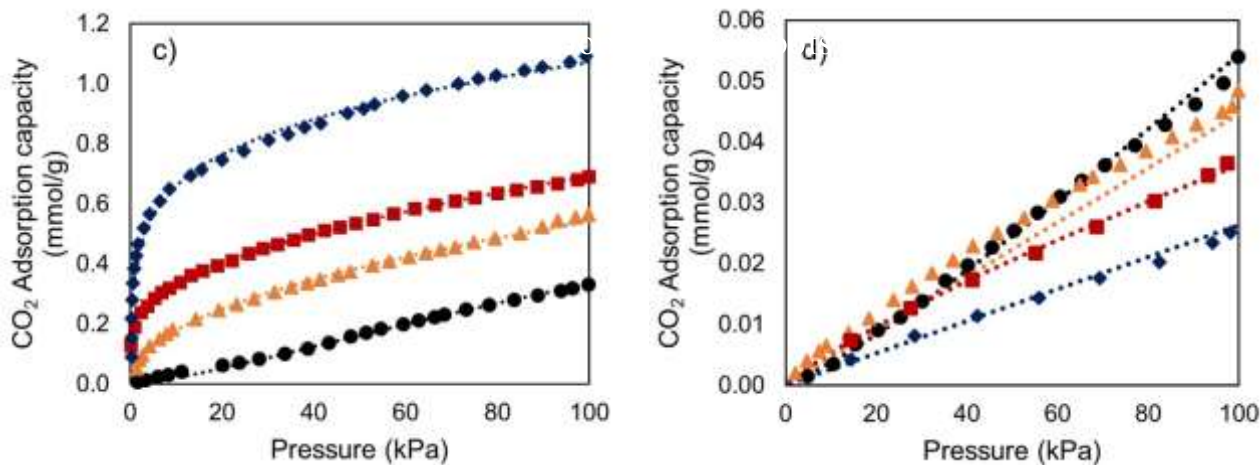 c)
CO2 Adsorption capacity
(mmol/g)
1.2
1.0
0.8
0.6
0.4
0.2
0.0
0 20 40 60 80 100
Pressure (kPa)
d)
CO2 Adsorption capacity
(mmol/g)
0.06
0.05
0.04
0.03
0.02
0.01
0.00
0 20 40 60 80 100
Pressure (kPa)